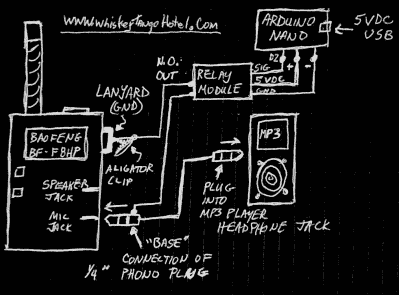 www.WhiskeyTangoHotel.Com
ARDUINO
NANO
5VDC
USB
N.O.
OUT
D2
SIG
+
-
5VDC
GND
RELAY
MODULE
LANYARD
(GND)
BAOFENG
BF-F8HP
ALIGATOR
CLIP
MP3
SPEAKER
JACK
MIC
JACK
PLUG
INTO
MP3 PLAYER
HEADPHONE JACK
"BASE"
CONNECTION OF
1/4" PHONO PLUG